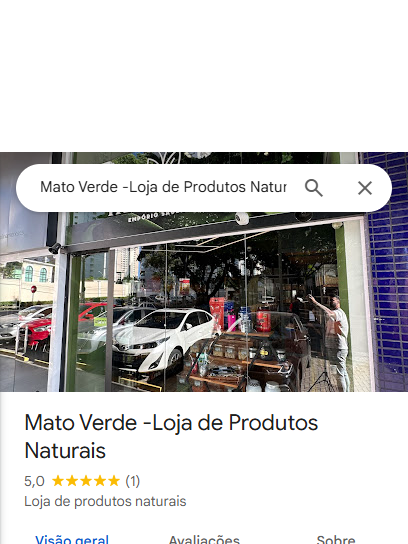 Mato Verde -Loja de Produtos Natur
EMPÓRIO SAU
Mato Verde -Loja de Produtos
Naturais
5,0 ★★★★★ (1)
Loja de produtos naturais
Visão geral Avaliações Sobre